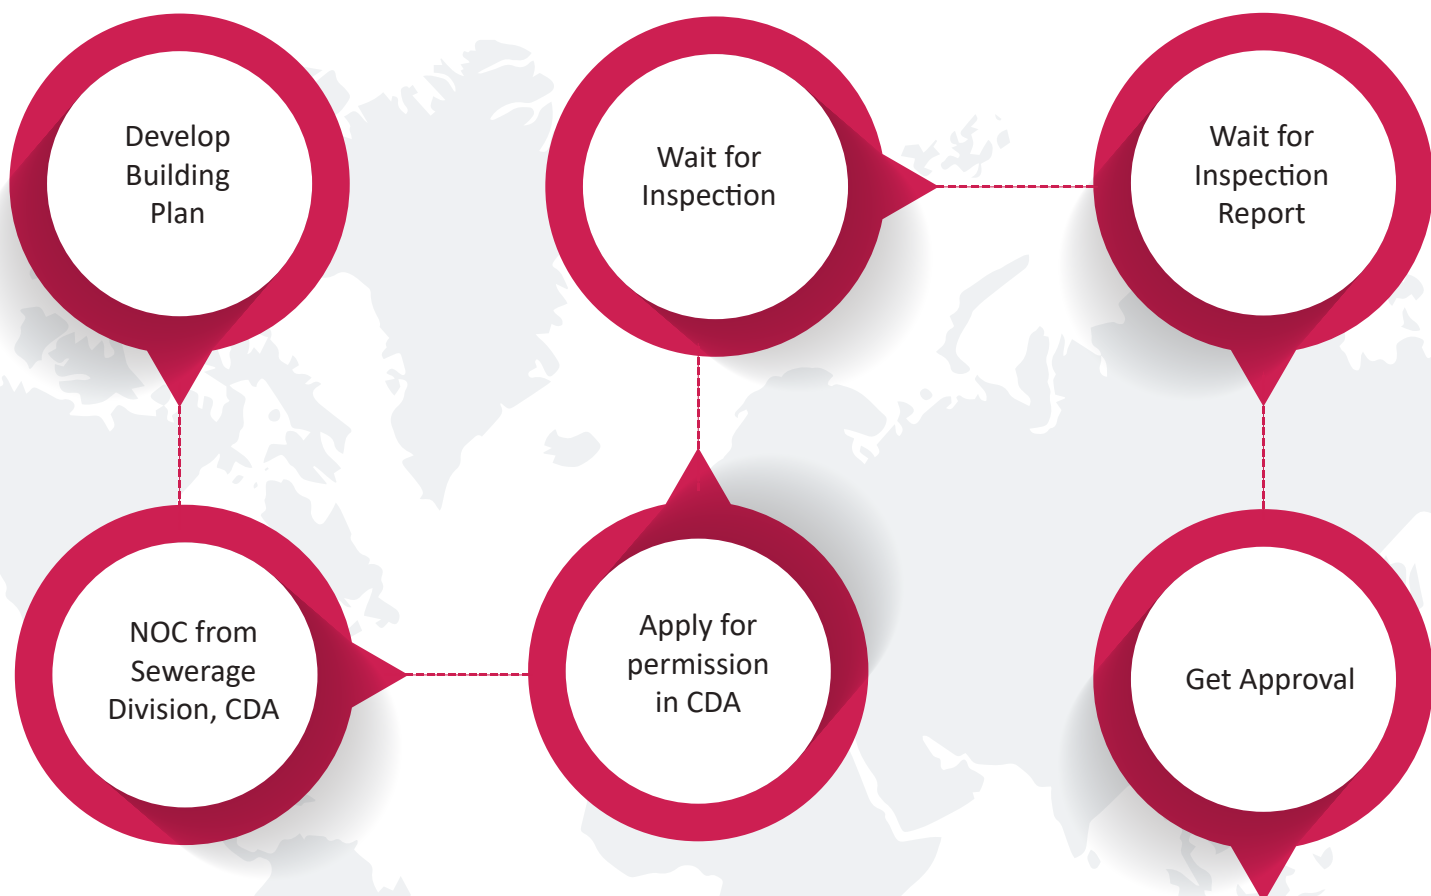 Develop
Building
Plan
NOC from
Sewerage
Division, CDA
Apply for
permission
in CDA
Wait for
Inspection
Wait for
Inspection
Report
Get Approval